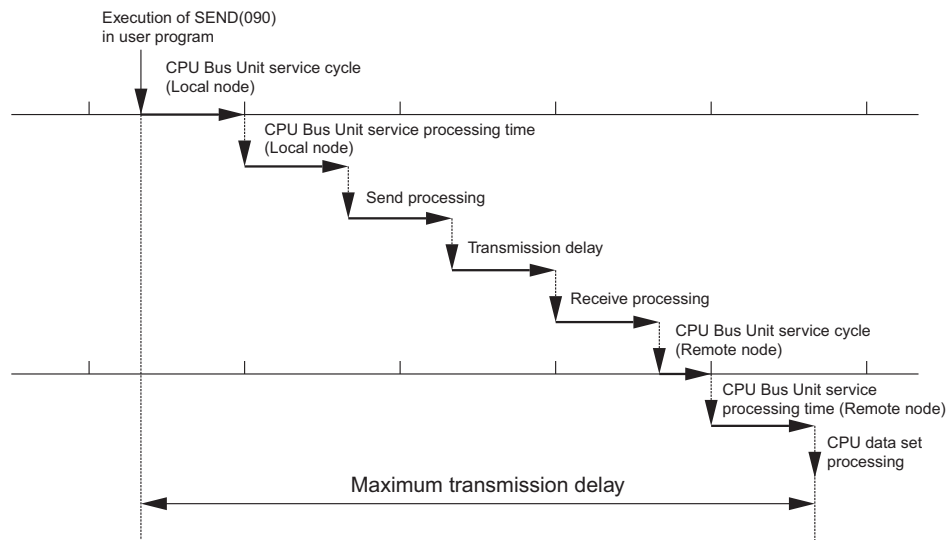 Execution of SEND(090)
in user program
CPU Bus Unit service cycle
(Local node)
CPU Bus Unit service processing time
(Local node)
Send processing
Transmission delay
Receive processing
CPU Bus Unit service cycle
(Remote node)
CPU Bus Unit service
processing time (Remote node)
CPU data set
processing
Maximum transmission delay